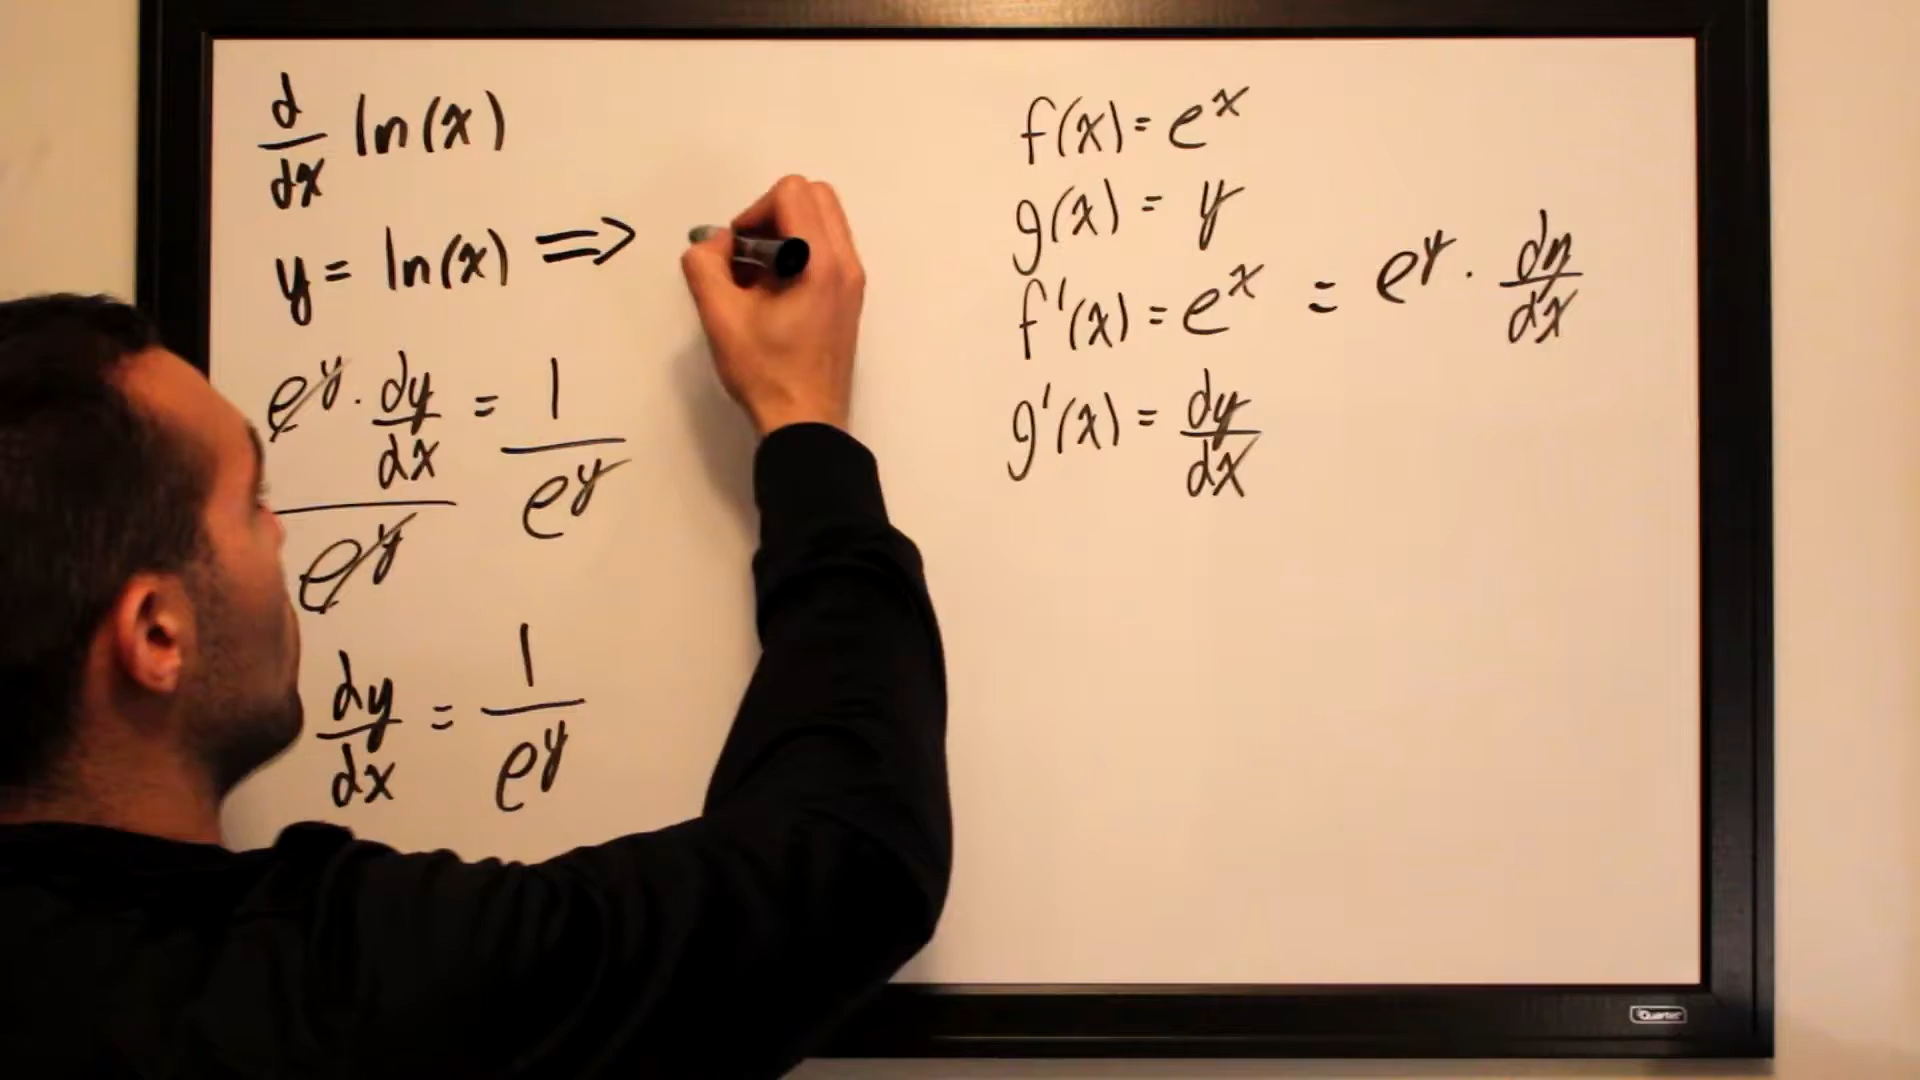 d/dx ln(x)
y = ln(x) ⇒
e^y · dy/dx / e^y = 1 / e^y
dy/dx = 1 / e^y
f(x) = e^x
g(x) = y
f'(x) = e^x = e^y · dy/dx
g'(x) = dy/dx
Quartet